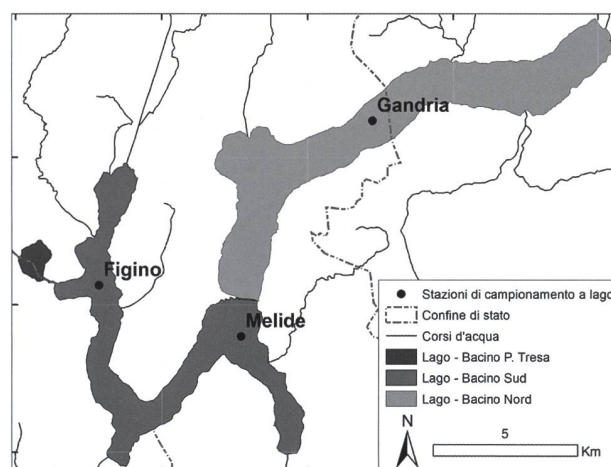 Gandria
Figino
Melide
Stazioni di campionamento a lago
Confine di stato
Corsi d'acqua
Lago - Bacino P. Tresa
Lago - Bacino Sud
Lago - Bacino Nord
N
5
Km